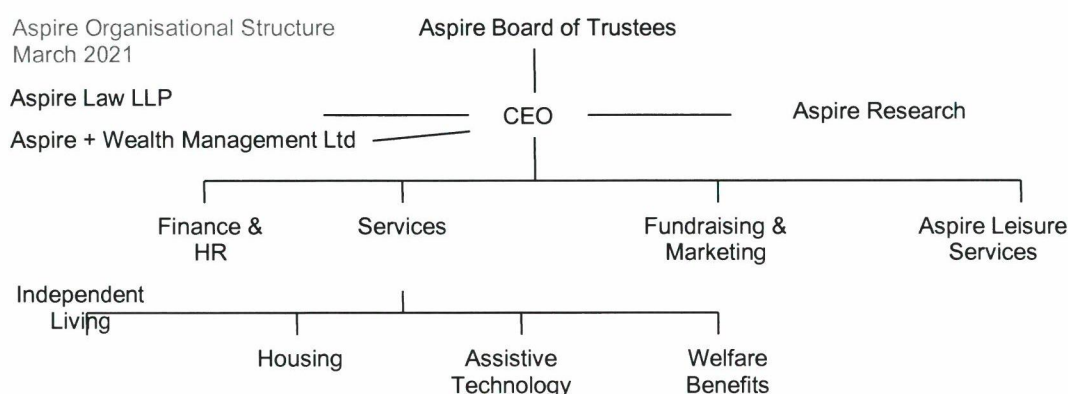 Aspire Organisational Structure
March 2021
Aspire Board of Trustees
Aspire Law LLP
CEO
Aspire Research
Aspire + Wealth Management Ltd
Finance &
HR
Services
Fundraising &
Marketing
Aspire Leisure
Services
Independent
Living
Housing
Assistive
Technology
Welfare
Benefits